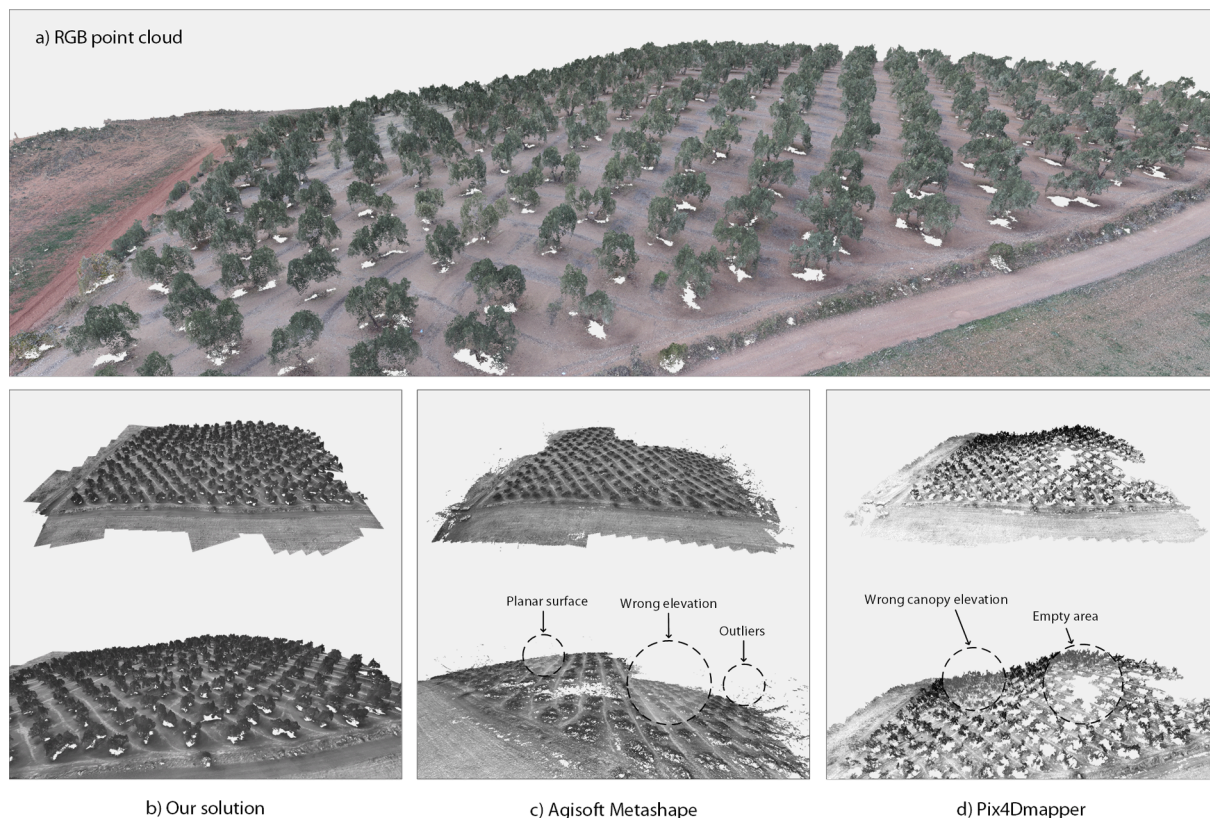 a) RGB point cloud
Planar surface
Wrong elevation
Outliers
Wrong canopy elevation
Empty area
b) Our solution
c) Agisoft Metashape
d) Pix4Dmapper